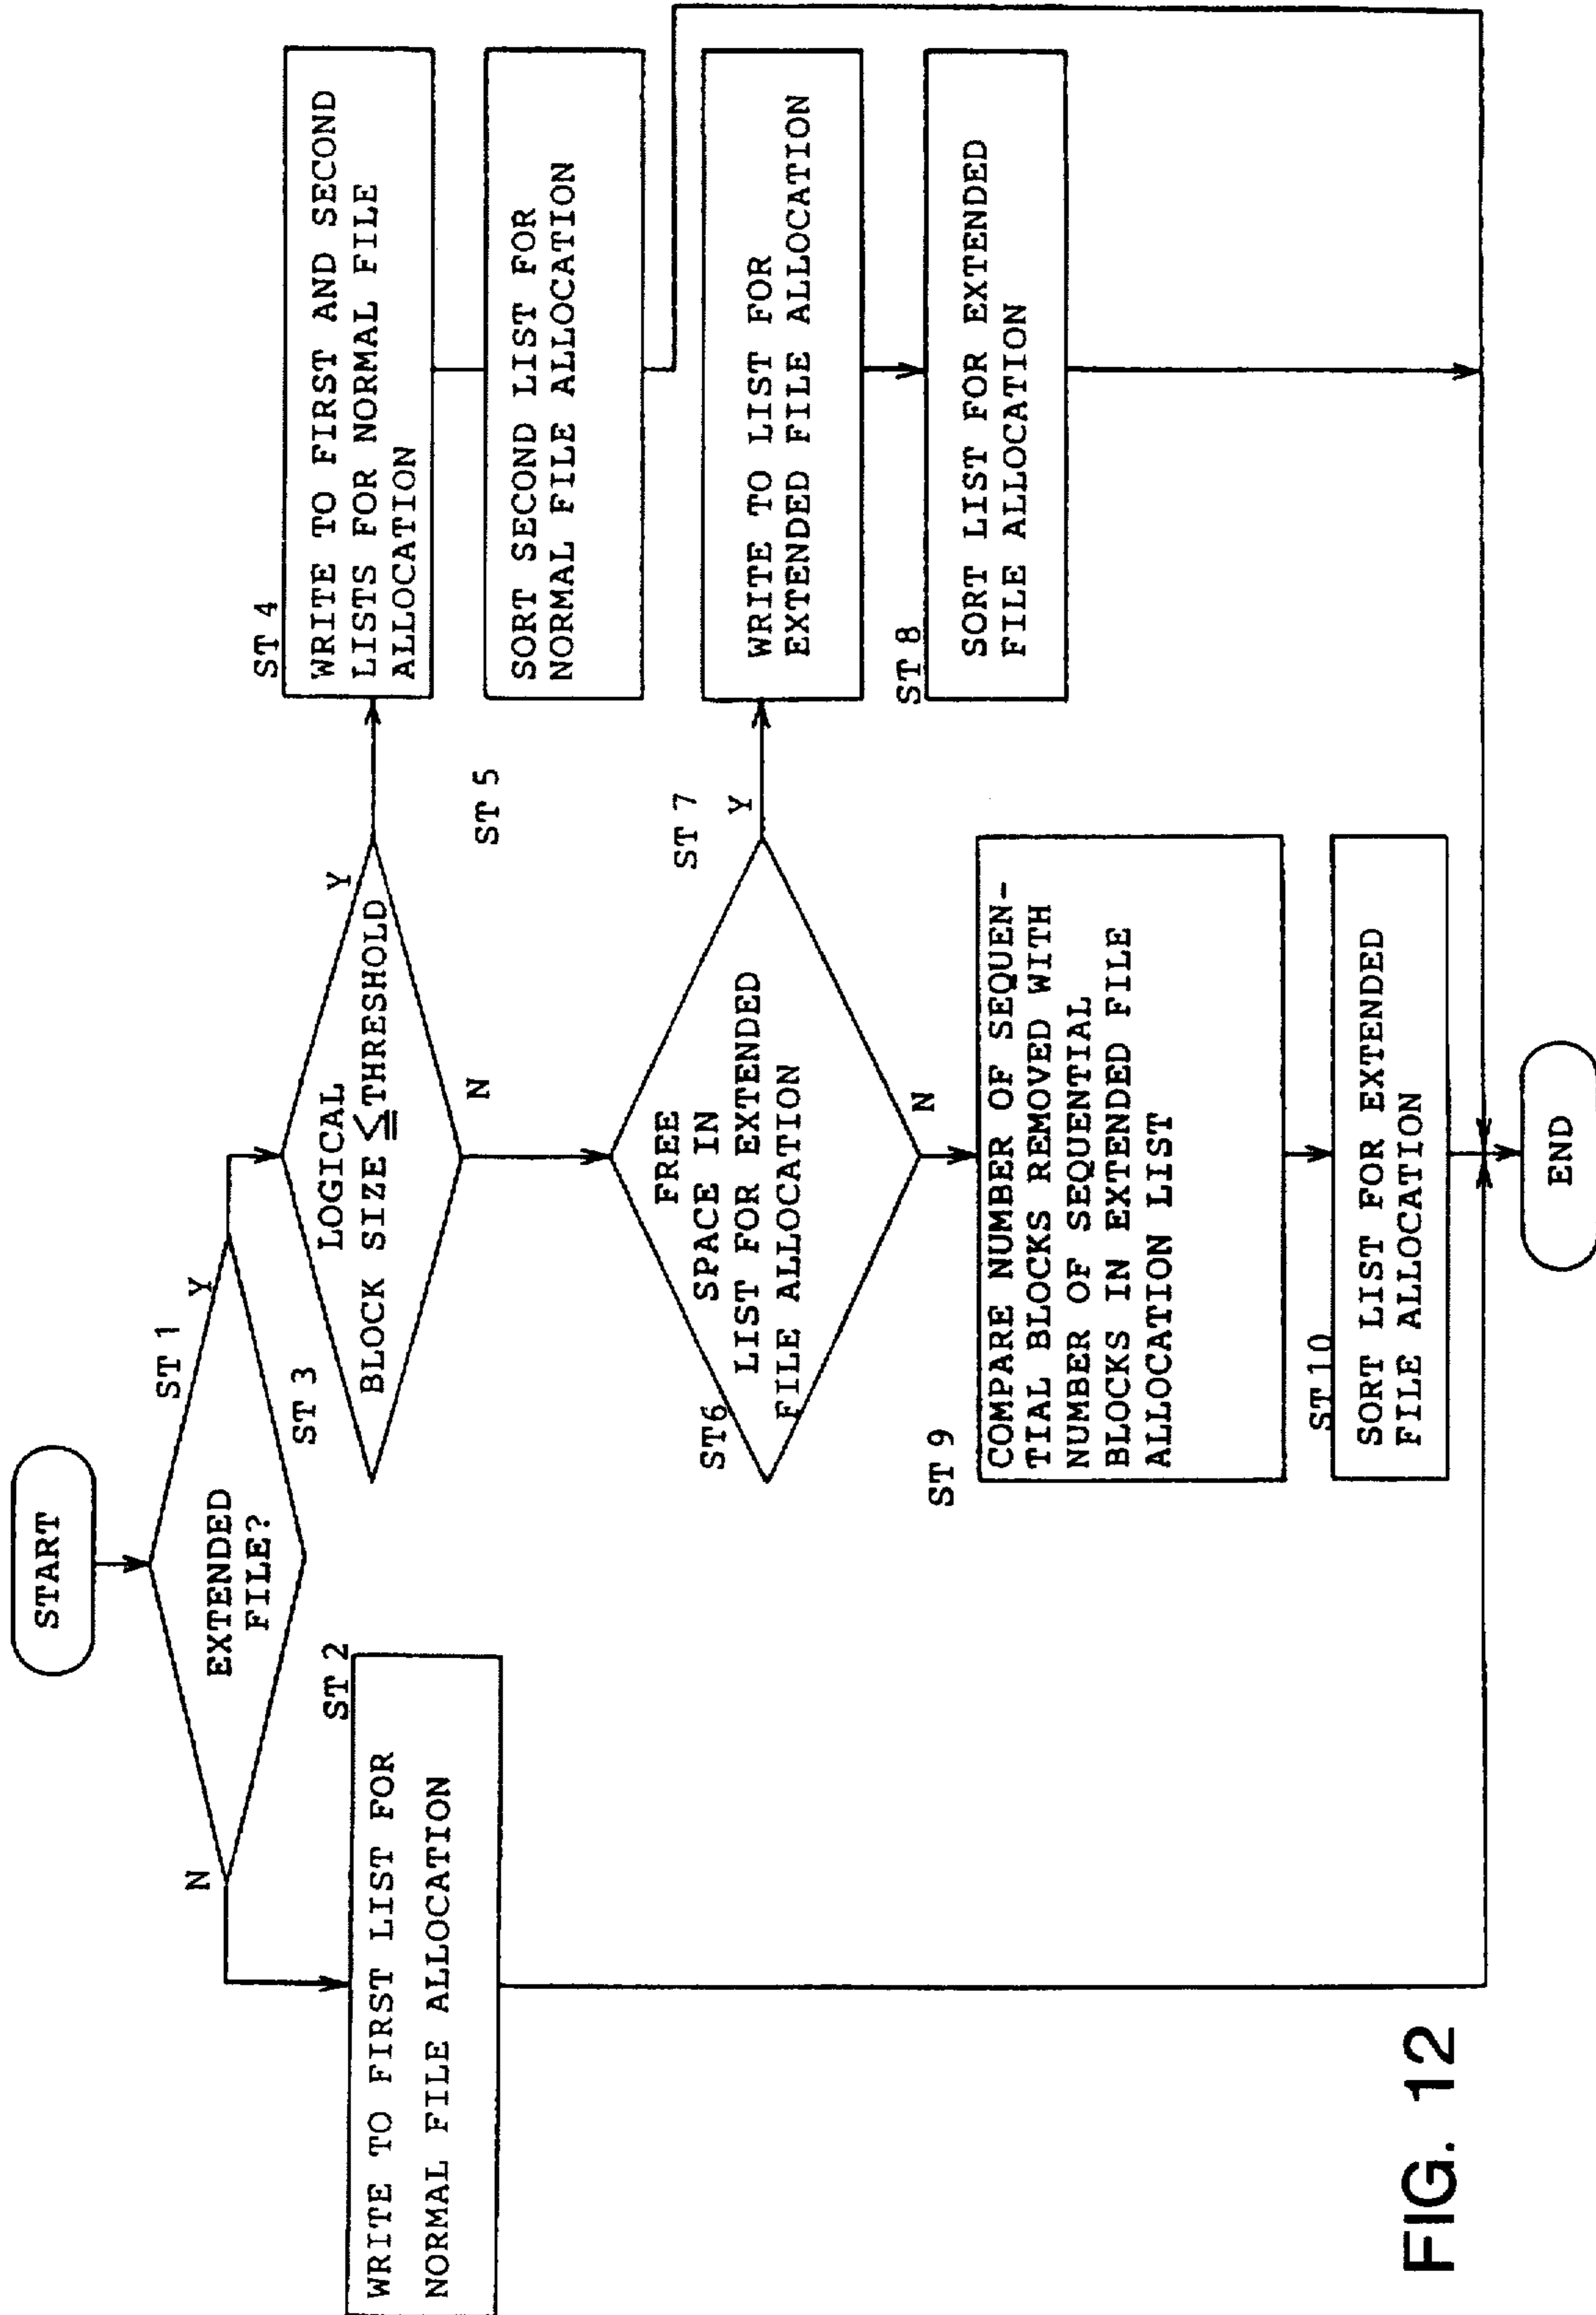 START
ST 1
EXTENDED
FILE?
N
Y
ST 2
WRITE TO FIRST LIST FOR
NORMAL FILE ALLOCATION
ST 3
LOGICAL
BLOCK SIZE ≦ THRESHOLD
Y
N
ST 4
WRITE TO FIRST AND SECOND
LISTS FOR NORMAL FILE
ALLOCATION
ST 5
SORT SECOND LIST FOR
NORMAL FILE ALLOCATION
ST6
FREE
SPACE IN
LIST FOR EXTENDED
FILE ALLOCATION
Y
N
ST 7
WRITE TO LIST FOR
EXTENDED FILE ALLOCATION
ST 8
SORT LIST FOR EXTENDED
FILE ALLOCATION
ST 9
COMPARE NUMBER OF SEQUEN-
TIAL BLOCKS REMOVED WITH
NUMBER OF SEQUENTIAL
BLOCKS IN EXTENDED FILE
ALLOCATION LIST
ST 10
SORT LIST FOR EXTENDED
FILE ALLOCATION
END
FIG. 12